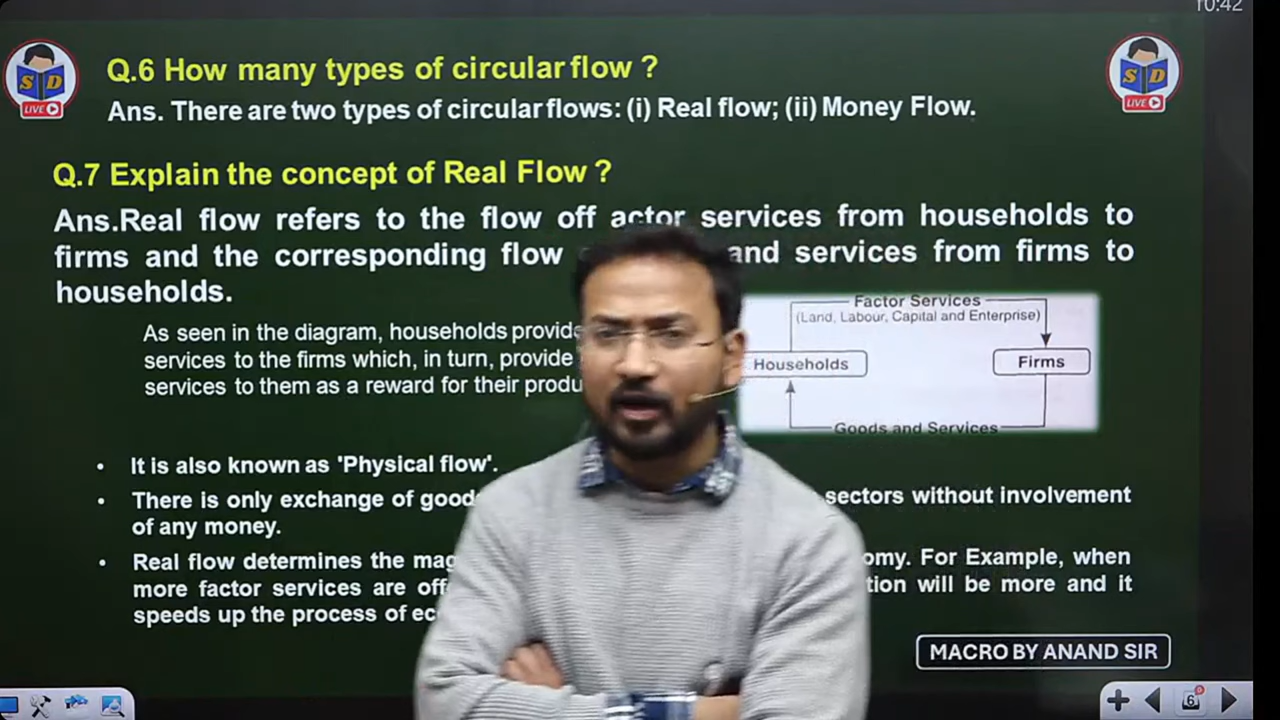 10:42
S D
LIVE
S D
LIVE
Q.6 How many types of circular flow ?
Ans. There are two types of circular flows: (i) Real flow; (ii) Money Flow.
Q.7 Explain the concept of Real Flow ?
Ans.Real flow refers to the flow off actor services from households to
firms and the corresponding flow and services from firms to
households.
As seen in the diagram, households provide
services to the firms which, in turn, provide
services to them as a reward for their
Factor Services
(Land, Labour, Capital and Enterprise)
Households
Firms
Goods and Services
• It is also known as 'Physical flow'.
• There is only exchange of sectors without involvement
of any money.
• Real flow determines the For Example, when
more factor services are will be more and it
speeds up the process of
MACRO BY ANAND SIR
6